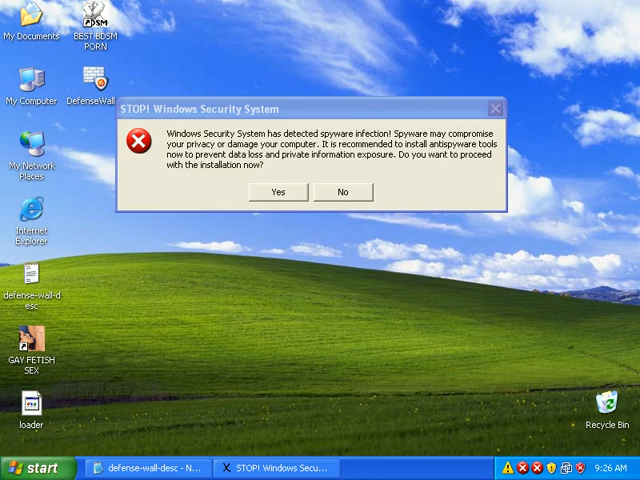 My Documents
BEST BDSM
PORN
My Computer
DefenseWall
My Network
Places
Internet
Explorer
defense-wall-d
esc
GAY FETISH
SEX
loader
STOP! Windows Security System
Windows Security System has detected spyware infection! Spyware may compromise
your privacy or damage your computer. It is recommended to install antispyware tools
now to prevent data loss and private information exposure. Do you want to proceed
with the installation now?
Yes
No
Recycle Bin
start
defense-wall-desc - N...
STOP! Windows Secu...
9:26 AM